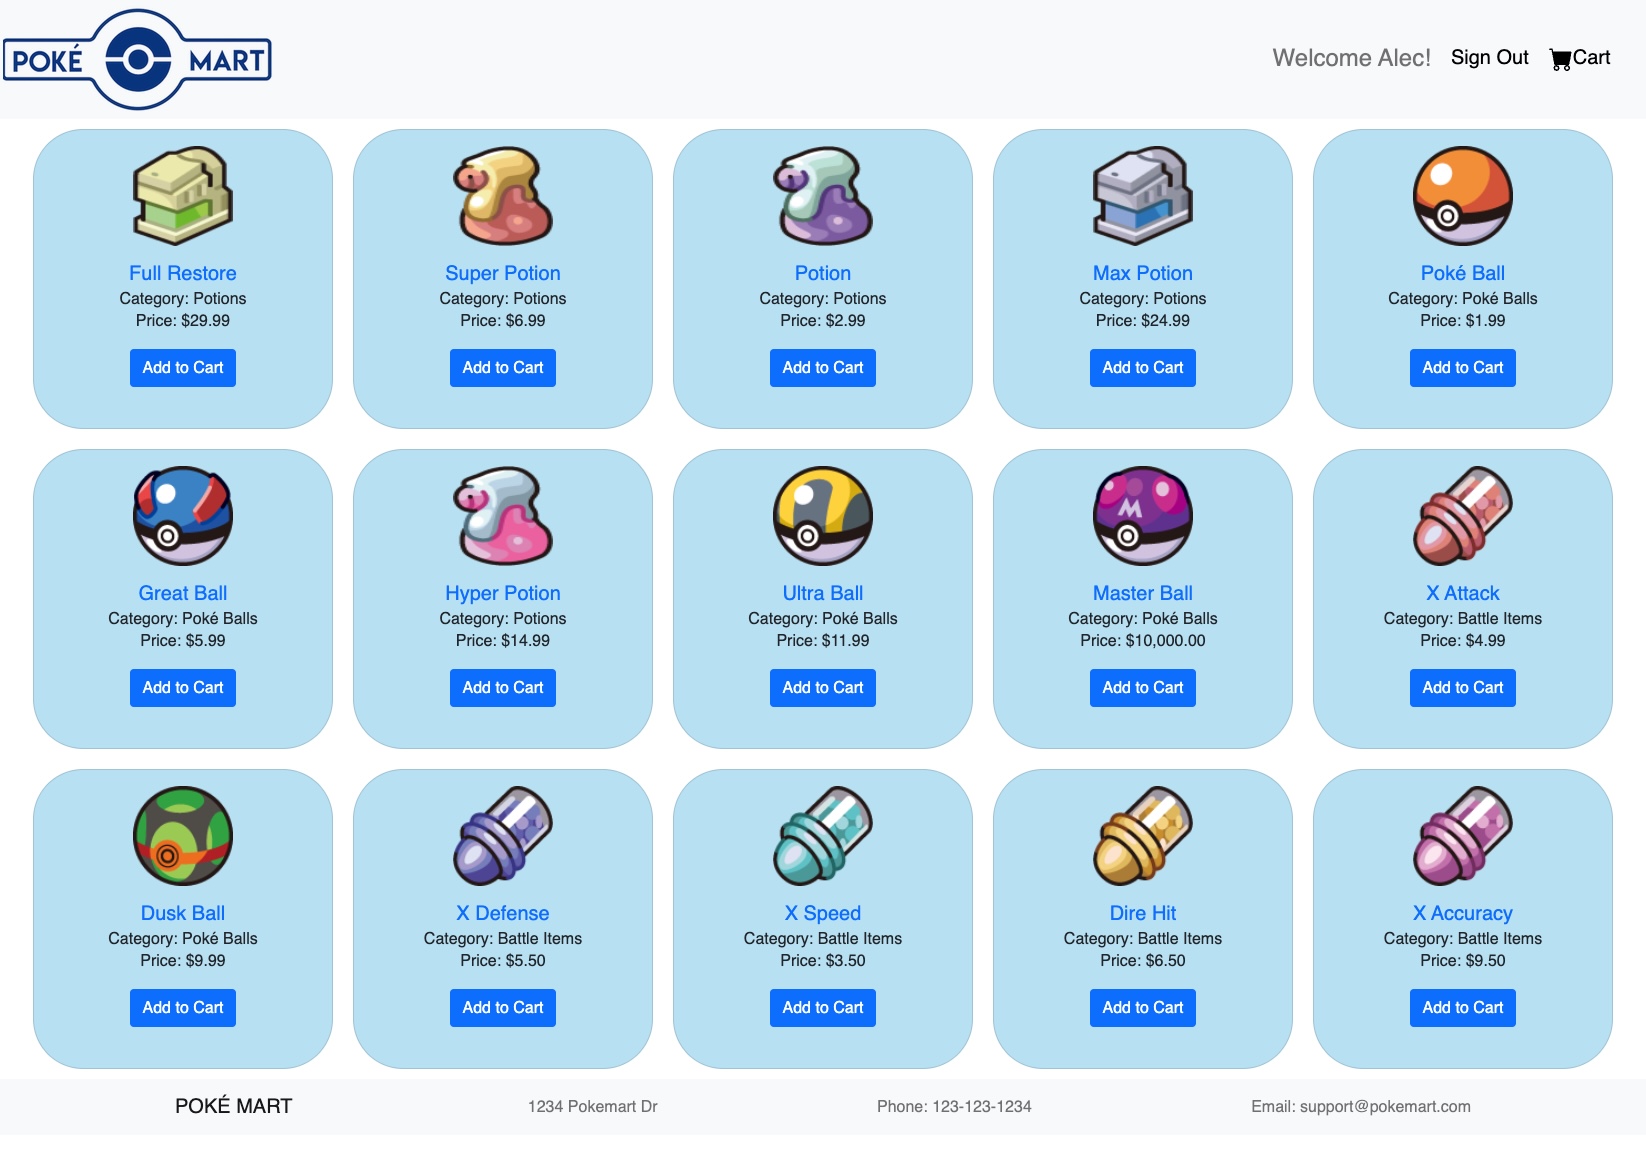 POKÉ MART
Welcome Alec! Sign Out Cart
Full Restore
Category: Potions
Price: $29.99
Add to Cart
Super Potion
Category: Potions
Price: $6.99
Add to Cart
Potion
Category: Potions
Price: $2.99
Add to Cart
Max Potion
Category: Potions
Price: $24.99
Add to Cart
Poké Ball
Category: Poké Balls
Price: $1.99
Add to Cart
Great Ball
Category: Poké Balls
Price: $5.99
Add to Cart
Hyper Potion
Category: Potions
Price: $14.99
Add to Cart
Ultra Ball
Category: Poké Balls
Price: $11.99
Add to Cart
M
Master Ball
Category: Poké Balls
Price: $10,000.00
Add to Cart
X Attack
Category: Battle Items
Price: $4.99
Add to Cart
Dusk Ball
Category: Poké Balls
Price: $9.99
Add to Cart
X Defense
Category: Battle Items
Price: $5.50
Add to Cart
X Speed
Category: Battle Items
Price: $3.50
Add to Cart
Dire Hit
Category: Battle Items
Price: $6.50
Add to Cart
X Accuracy
Category: Battle Items
Price: $9.50
Add to Cart
POKÉ MART
1234 Pokemart Dr
Phone: 123-123-1234
Email: support@pokemart.com